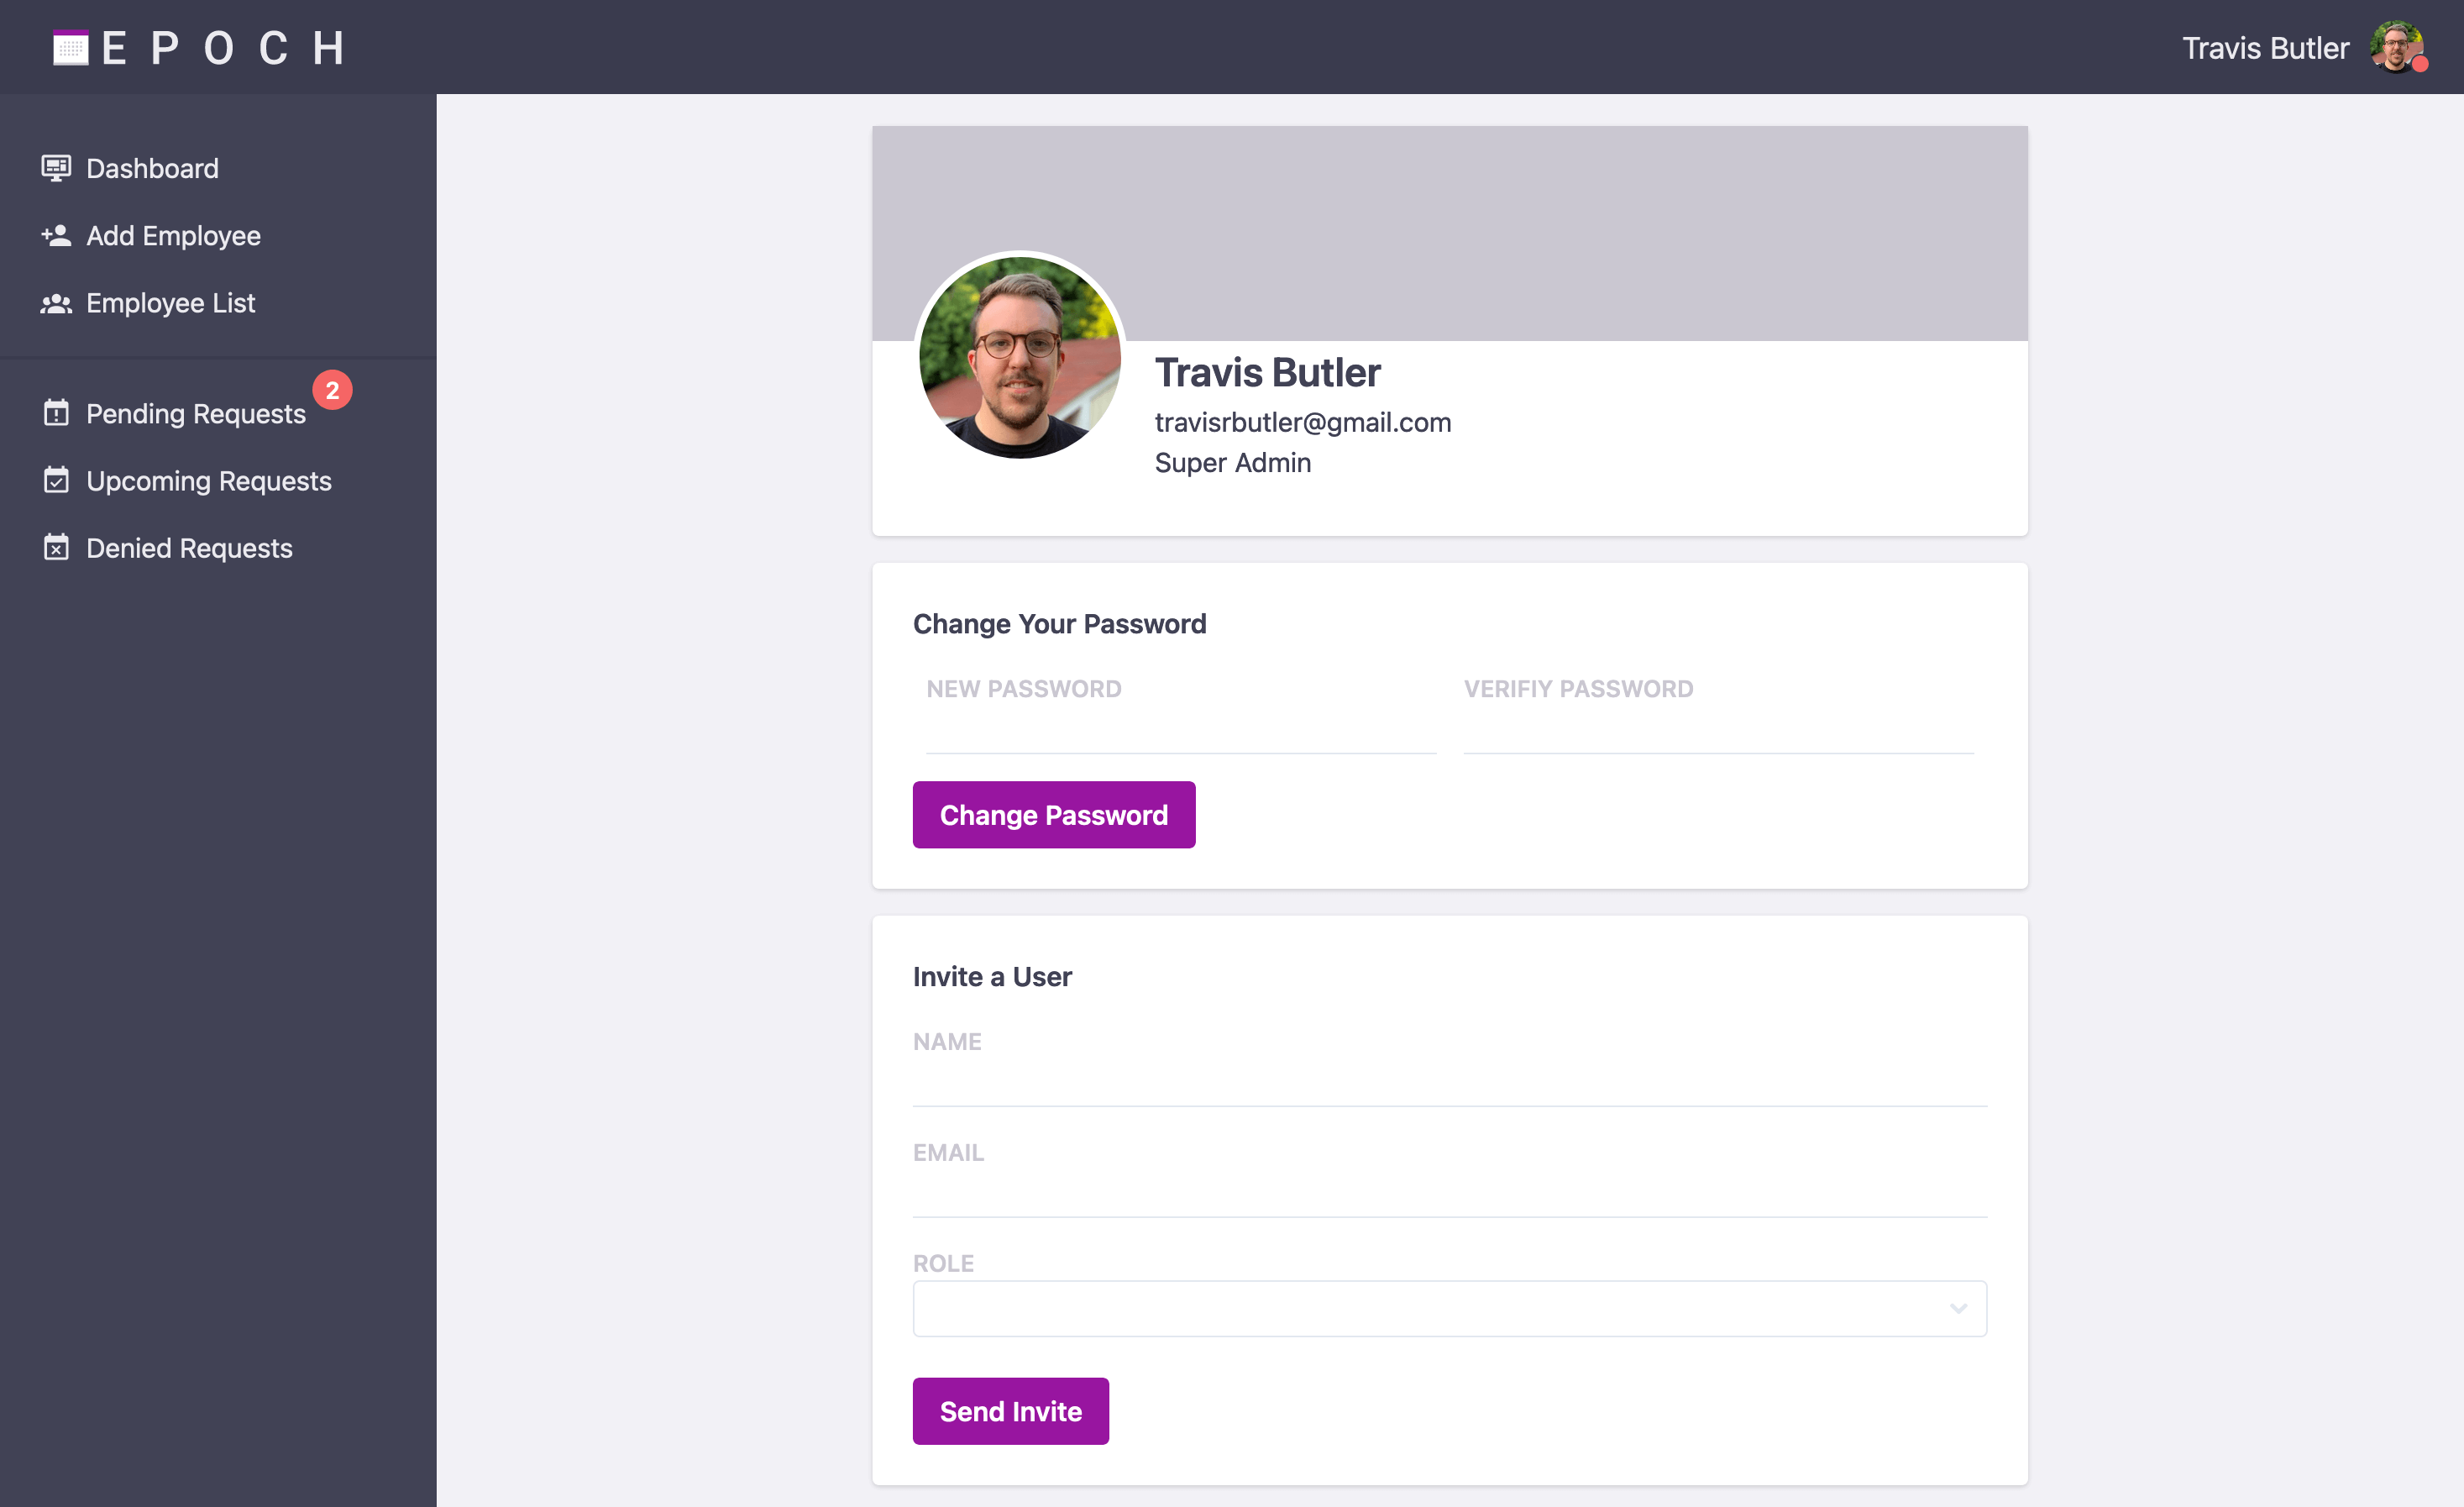 EPOCH
Travis Butler
Dashboard
Add Employee
Employee List
Pending Requests 2
Upcoming Requests
Denied Requests
Travis Butler
travisrbutler@gmail.com
Super Admin
Change Your Password
NEW PASSWORD VERIFIY PASSWORD
Change Password
Invite a User
NAME
EMAIL
ROLE
Send Invite